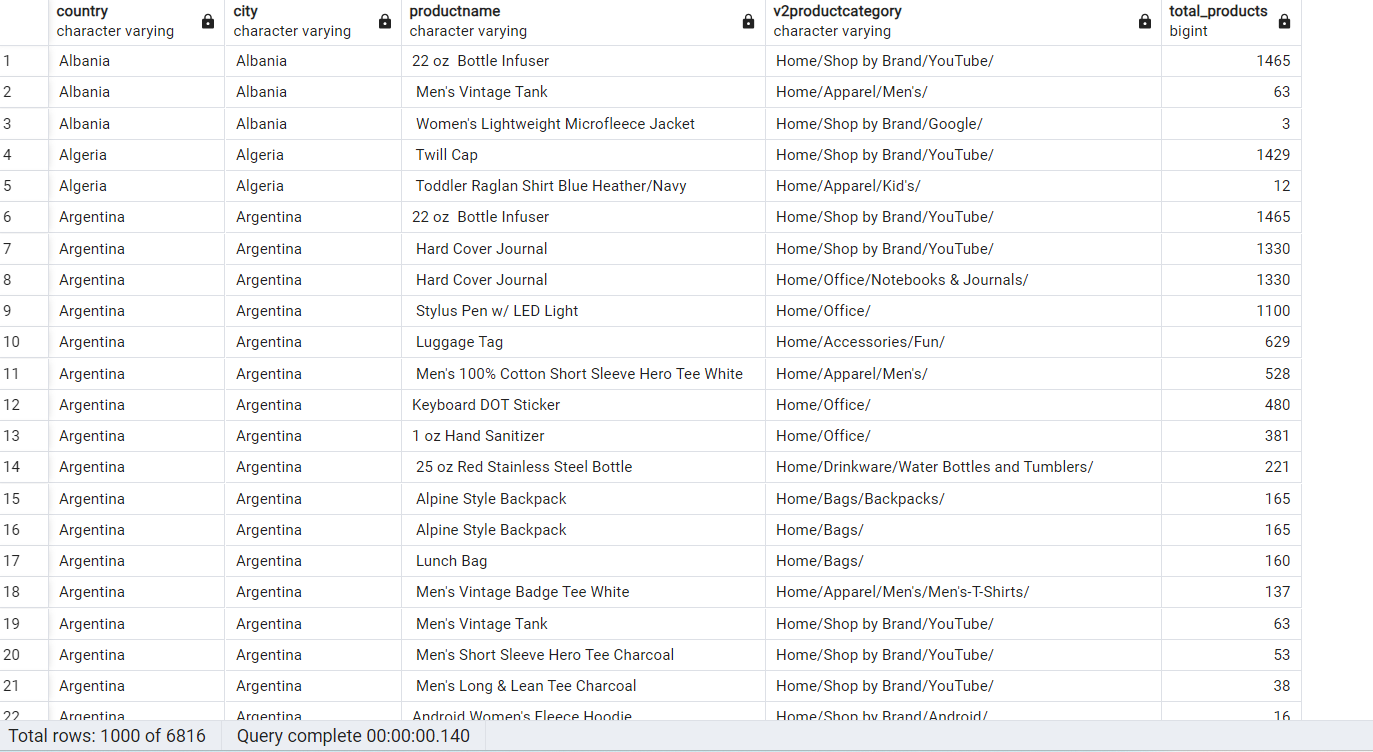 country city productname v2productcategory total_products
character varying character varying character varying character varying bigint
1 Albania Albania 22 oz  Bottle Infuser Home/Shop by Brand/YouTube/ 1465
2 Albania Albania Men's Vintage Tank Home/Apparel/Men's/ 63
3 Albania Albania Women's Lightweight Microfleece Jacket Home/Shop by Brand/Google/ 3
4 Algeria Algeria Twill Cap Home/Shop by Brand/YouTube/ 1429
5 Algeria Algeria Toddler Raglan Shirt Blue Heather/Navy Home/Apparel/Kid's/ 12
6 Argentina Argentina 22 oz  Bottle Infuser Home/Shop by Brand/YouTube/ 1465
7 Argentina Argentina Hard Cover Journal Home/Shop by Brand/YouTube/ 1330
8 Argentina Argentina Hard Cover Journal Home/Office/Notebooks & Journals/ 1330
9 Argentina Argentina Stylus Pen w/ LED Light Home/Office/ 1100
10 Argentina Argentina Luggage Tag Home/Accessories/Fun/ 629
11 Argentina Argentina Men's 100% Cotton Short Sleeve Hero Tee White Home/Apparel/Men's/ 528
12 Argentina Argentina Keyboard DOT Sticker Home/Office/ 480
13 Argentina Argentina 1 oz Hand Sanitizer Home/Office/ 381
14 Argentina Argentina 25 oz Red Stainless Steel Bottle Home/Drinkware/Water Bottles and Tumblers/ 221
15 Argentina Argentina Alpine Style Backpack Home/Bags/Backpacks/ 165
16 Argentina Argentina Alpine Style Backpack Home/Bags/ 165
17 Argentina Argentina Lunch Bag Home/Bags/ 160
18 Argentina Argentina Men's Vintage Badge Tee White Home/Apparel/Men's/Men's-T-Shirts/ 137
19 Argentina Argentina Men's Vintage Tank Home/Shop by Brand/YouTube/ 63
20 Argentina Argentina Men's Short Sleeve Hero Tee Charcoal Home/Shop by Brand/YouTube/ 53
21 Argentina Argentina Men's Long & Lean Tee Charcoal Home/Shop by Brand/YouTube/ 38
22 Argentina Argentina Android Women's Fleece Hoodie Home/Shop by Brand/Android/ 16
Total rows: 1000 of 6816 Query complete 00:00:00.140